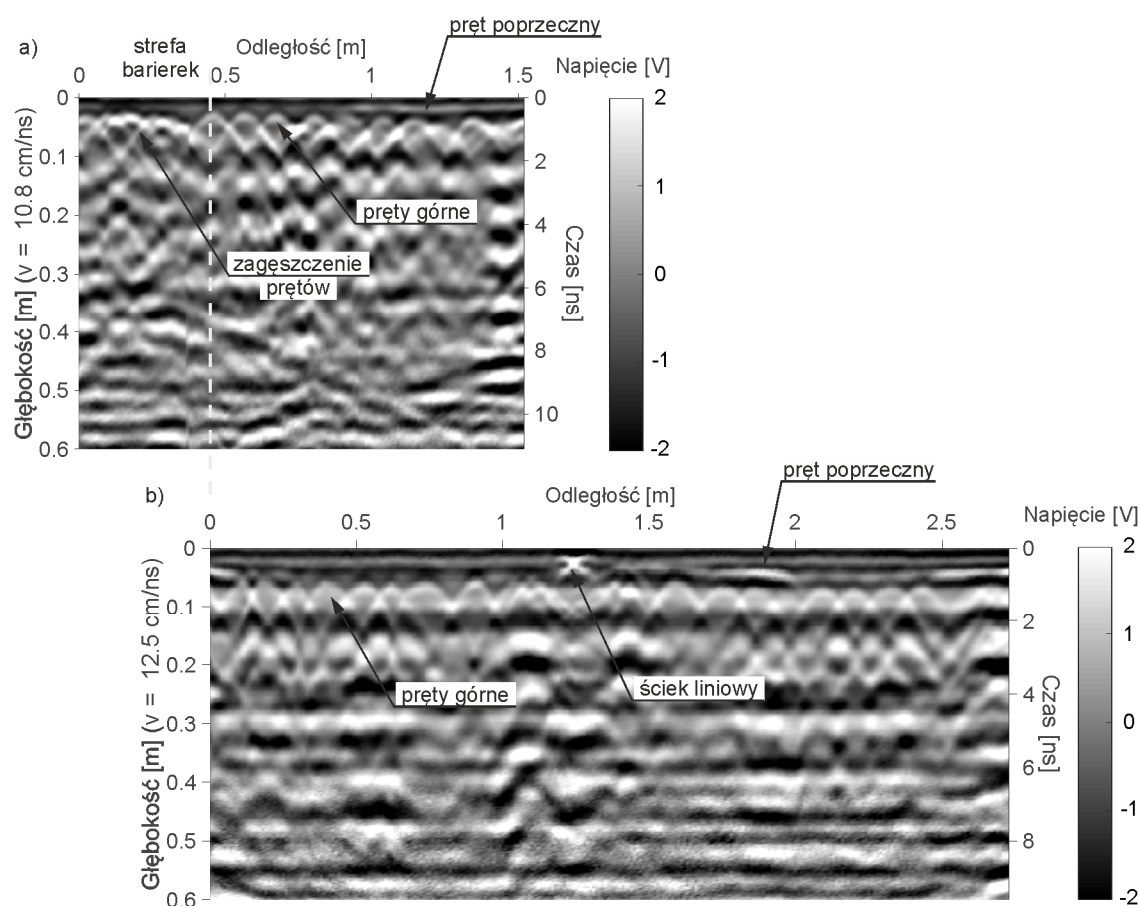 pręt poprzeczny
a)
strefa
barierek
Odległość [m]
Napięcie [V]
0
0.5
1
1.5
0
0.1
0.2
0.3
0.4
0.5
0.6
Głębokość [m] (v = 10.8 cm/ns)
0
2
4
6
8
10
Czas [ns]
2
1
0
-1
-2
pręty górne
zagęszczenie
prętów
pręt poprzeczny
b)
Odległość [m]
Napięcie [V]
0
0.5
1
1.5
2
2.5
0
0.1
0.2
0.3
0.4
0.5
0.6
Głębokość [m] (v = 12.5 cm/ns)
0
2
4
6
8
Czas [ns]
2
1
0
-1
-2
pręty górne
ściek liniowy